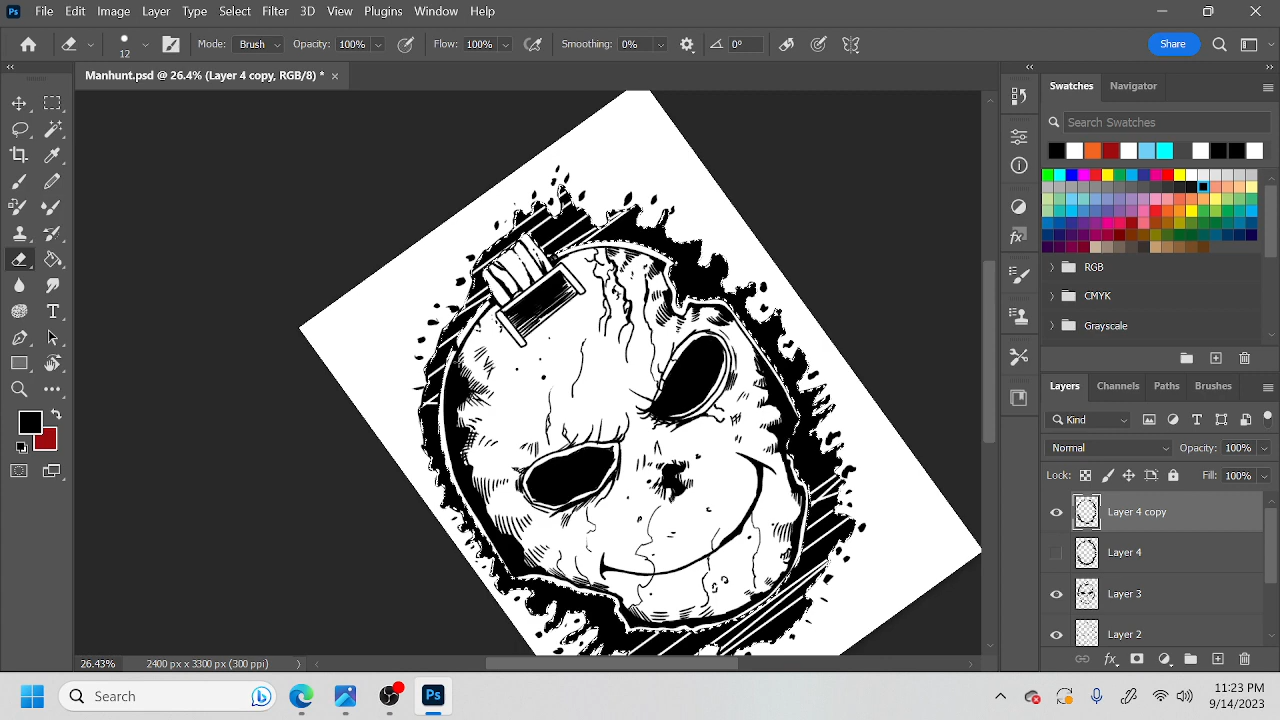 Ps File Edit Image Layer Type Select Filter 3D View Plugins Window Help
12 Mode: Brush Opacity: 100% Flow: 100% Smoothing: 0% 0° Share
Manhunt.psd @ 26.4% (Layer 4 copy, RGB/8) * ×
Swatches Navigator
Search Swatches
RGB
CMYK
Grayscale
Layers Channels Paths Brushes
Kind
Normal Opacity: 100%
Lock: Fill: 100%
Layer 4 copy
Layer 4
Layer 3
Layer 2
26.43% 2400 px x 3300 px (300 ppi)
Search Ps 11:23 PM
9/14/2023